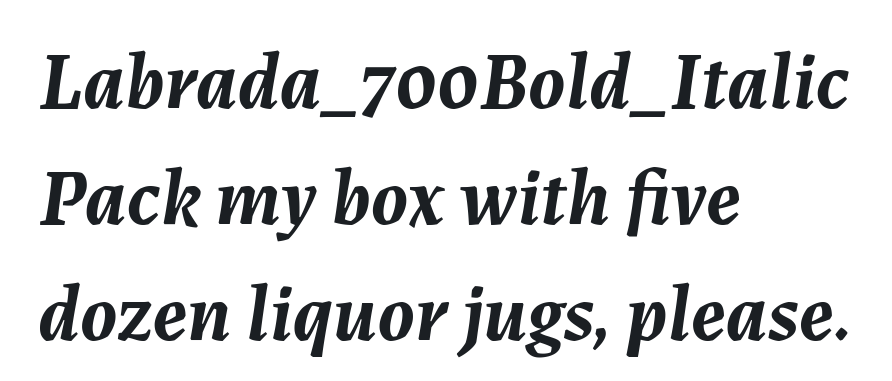 Labrada_700Bold_Italic
Pack my box with five
dozen liquor jugs, please.